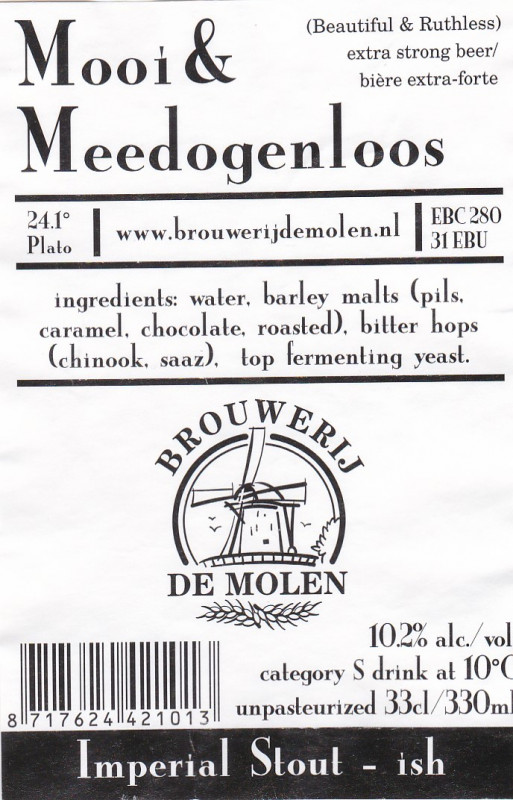 Mooi &
(Beautiful & Ruthless)
extra strong beer/
bière extra-forte
Meedogenloos
24.1°
Plato
www.brouwerijdemolen.nl
EBC 280
31 EBU
ingredients: water, barley malts (pils,
caramel, chocolate, roasted), bitter hops
(chinook, saaz), top fermenting yeast.
BROUWERIJ
DE MOLEN
10.2% alc./vol
category S drink at 10°C
unpasteurized 33cl/330ml
8 717624 421013
Imperial Stout - ish